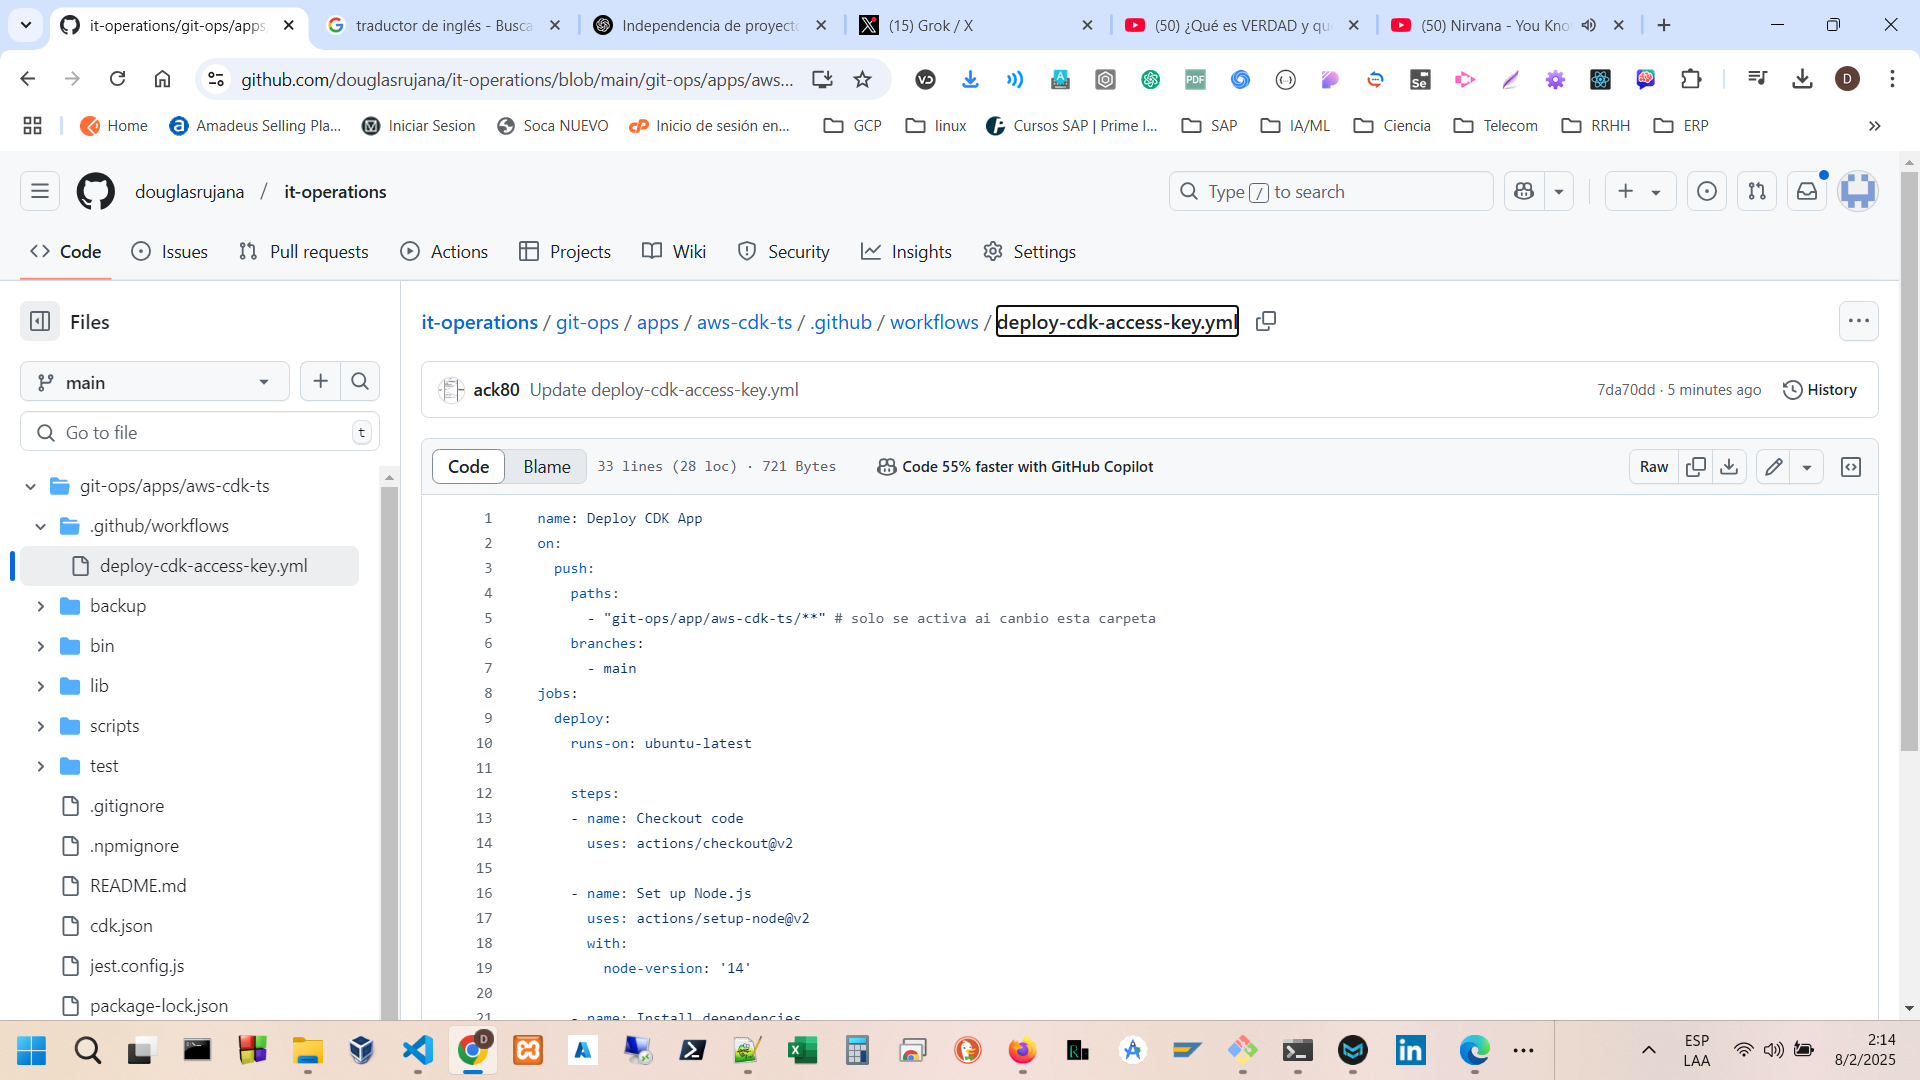 it-operations/git-ops/apps
traductor de inglés - Busca
Independencia de proyecto
(15) Grok / X
(50) ¿Qué es VERDAD y qu
(50) Nirvana - You Kno
github.com/douglasrujana/it-operations/blob/main/git-ops/apps/aws...
D
Home
Amadeus Selling Pla...
Iniciar Sesion
Soca NUEVO
Inicio de sesión en...
GCP
linux
Cursos SAP | Prime I...
SAP
IA/ML
Ciencia
Telecom
RRHH
ERP
»
douglasrujana / it-operations
Type / to search
Code
Issues
Pull requests
Actions
Projects
Wiki
Security
Insights
Settings
Files
it-operations / git-ops / apps / aws-cdk-ts / .github / workflows / deploy-cdk-access-key.yml
main
ack80 Update deploy-cdk-access-key.yml
7da70dd · 5 minutes ago
History
Go to file
t
Code
Blame
33 lines (28 loc) · 721 Bytes
Code 55% faster with GitHub Copilot
Raw
git-ops/apps/aws-cdk-ts
.github/workflows
deploy-cdk-access-key.yml
backup
bin
lib
scripts
test
.gitignore
.npmignore
README.md
cdk.json
jest.config.js
package-lock.json
1 name: Deploy CDK App
2 on:
3 push:
4 paths:
5 - "git-ops/app/aws-cdk-ts/**" # solo se activa ai canbio esta carpeta
6 branches:
7 - main
8 jobs:
9 deploy:
10 runs-on: ubuntu-latest
11
12 steps:
13 - name: Checkout code
14 uses: actions/checkout@v2
15
16 - name: Set up Node.js
17 uses: actions/setup-node@v2
18 with:
19 node-version: '14'
20
21 - name: Install dependencies
ESP
LAA
2:14
8/2/2025